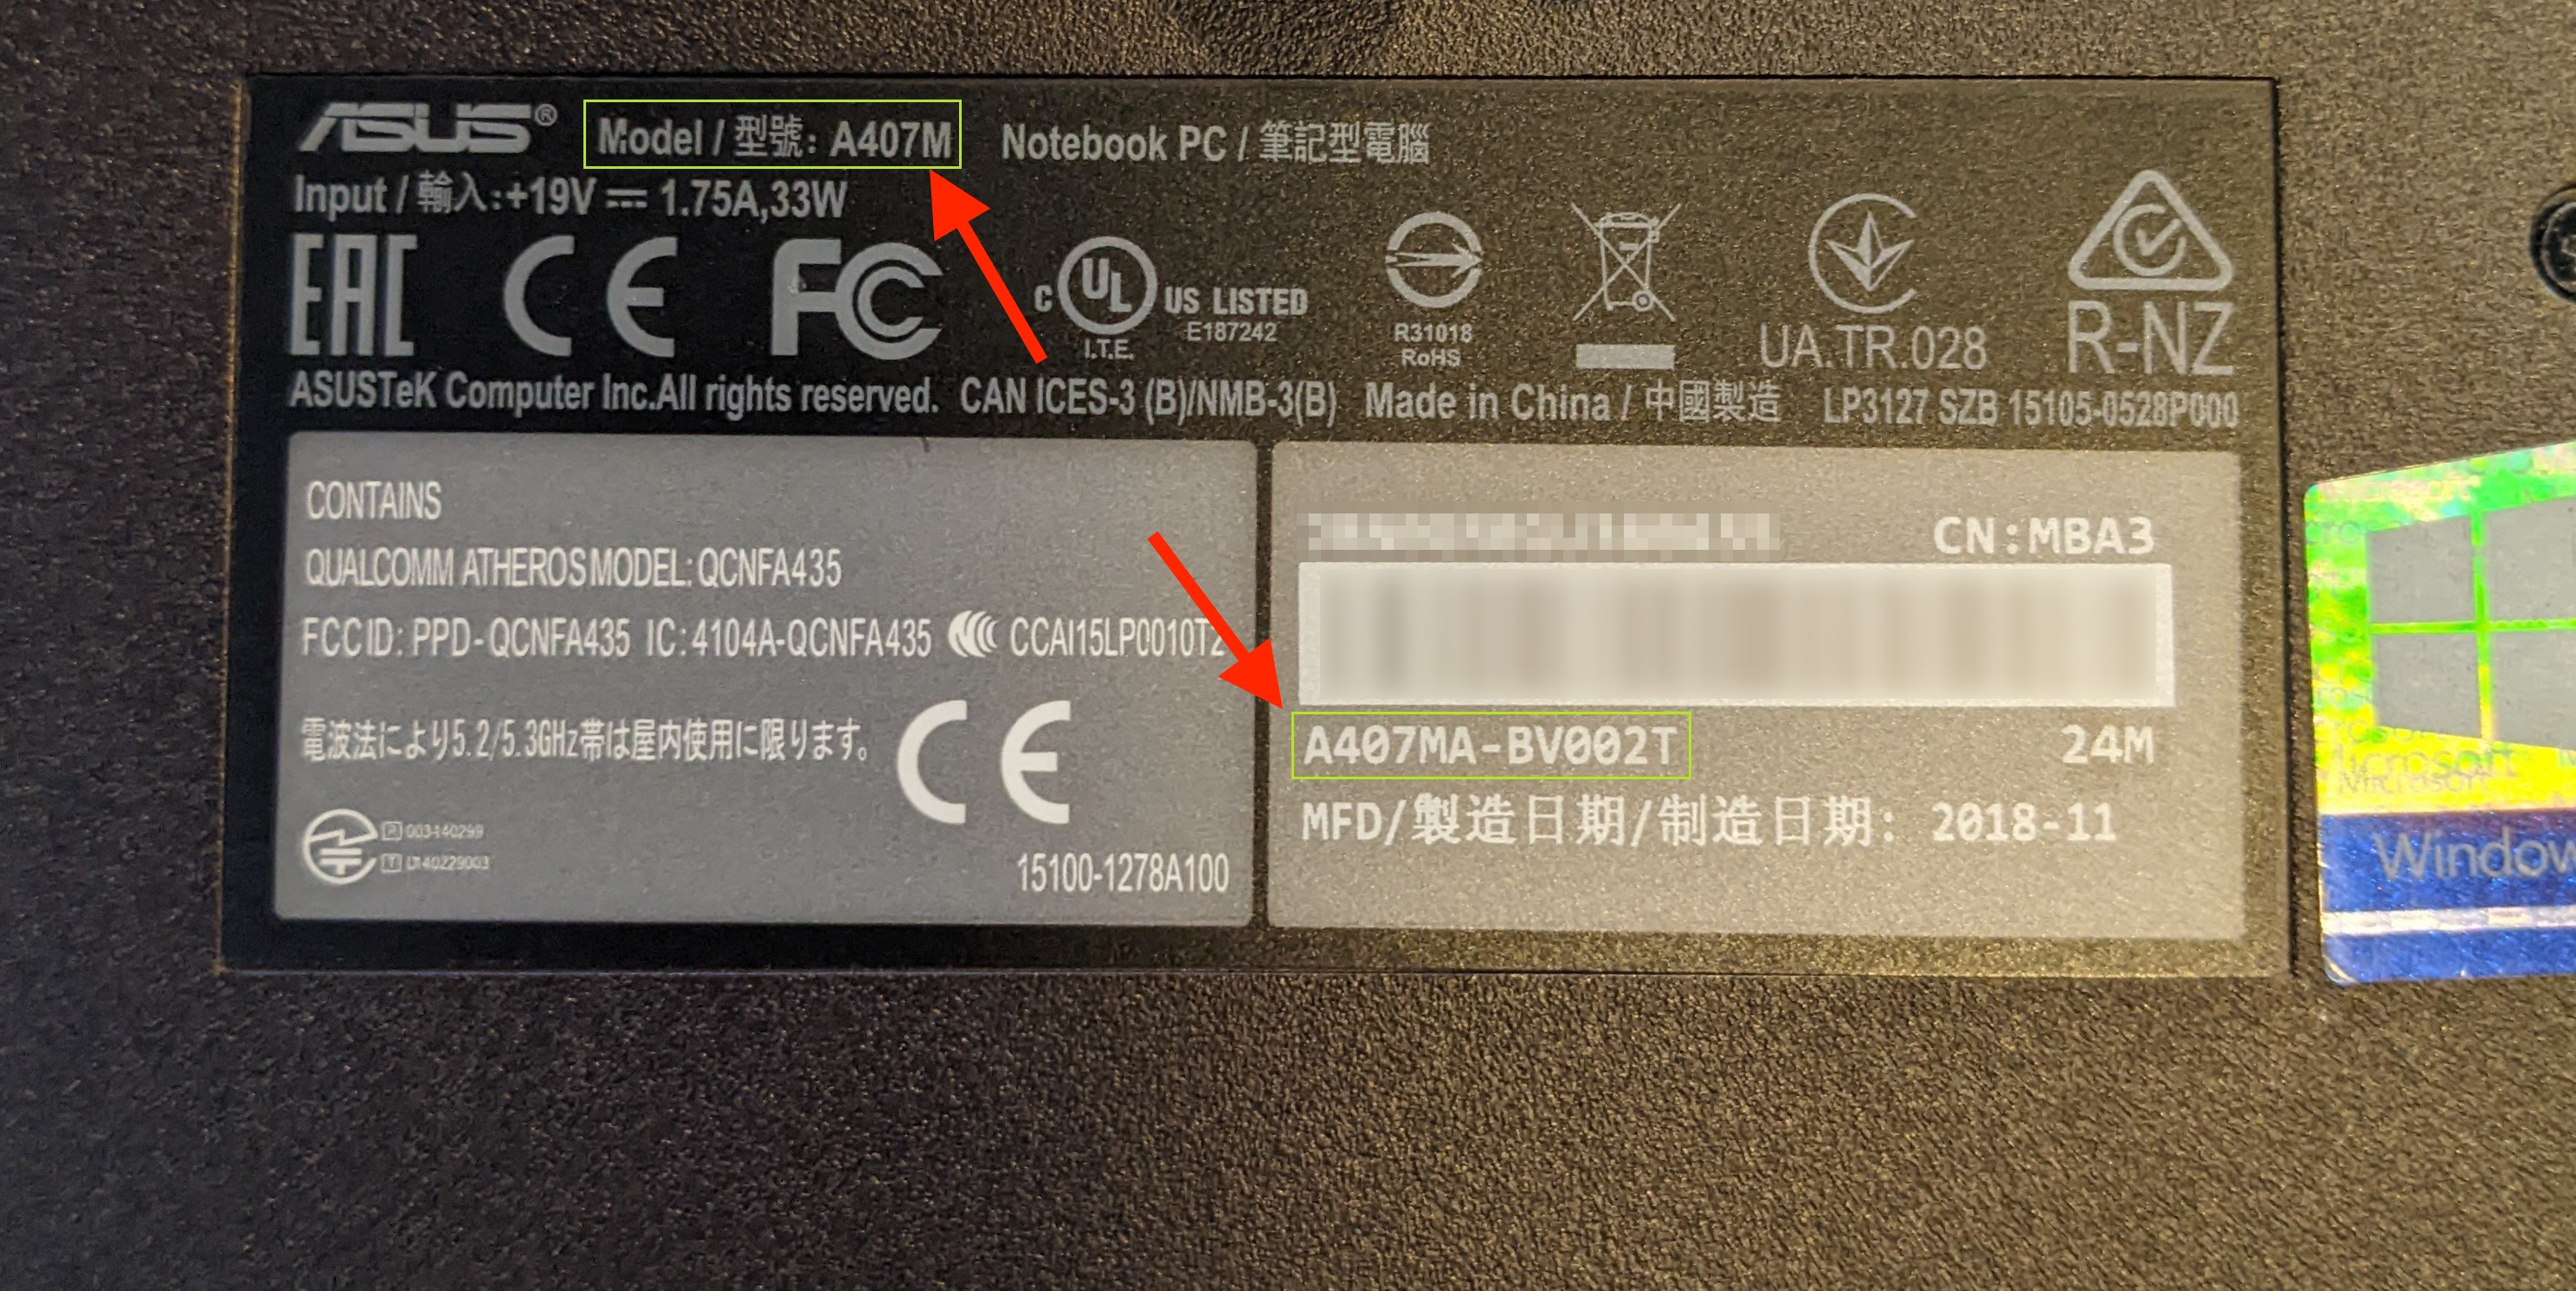 ASUS® Model / 型號: A407M Notebook PC / 筆記型電腦
Input / 輸入:+19V ⎓ 1.75A,33W
EAC CE FC C UL US LISTED
E187242
I.T.E.
R31018
RoHS
UA.TR.028
R-NZ
ASUSTeK Computer Inc.All rights reserved. CAN ICES-3 (B)/NMB-3(B) Made in China / 中國製造 LP3127 SZB 15105-0528P000
CONTAINS
QUALCOMM ATHEROS MODEL: QCNFA435
FCC ID: PPD-QCNFA435 IC: 4104A-QCNFA435 CCAI15LP0010T2
電波法により5.2/5.3GHz帯は屋内使用に限ります。
CE
R 003-140299
15100-1278A100
CN:MBA3
A407MA-BV002T 24M
MFD/製造日期/制造日期: 2018-11
Microsoft
Microsoft
Window